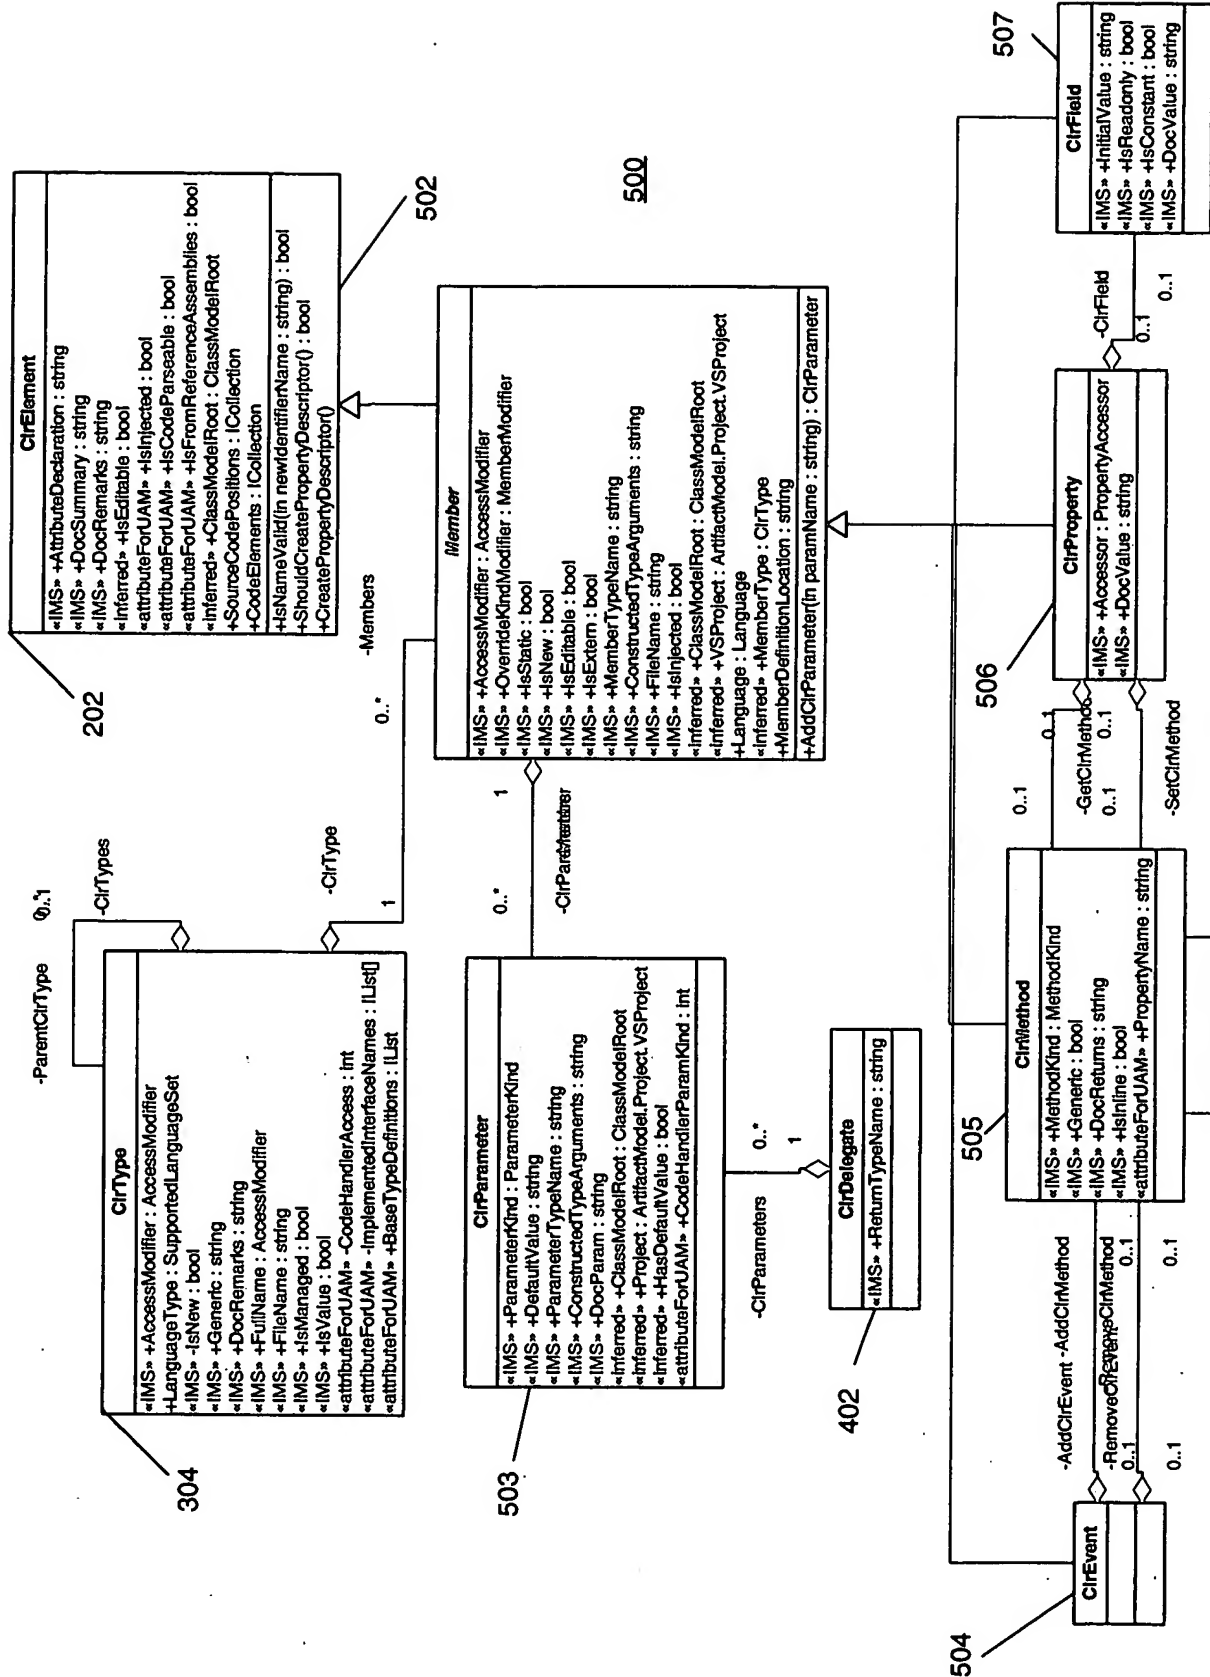 ClrElement
«IMS» +AttributeDeclaration : string
«IMS» +DocSummary : string
«IMS» +DocRemarks : string
«inferred» +IsEditable : bool
«attributeForUAM» +IsInjected : bool
«attributeForUAM» +IsCodeParseable : bool
«attributeForUAM» +IsFromReferenceAssemblies : bool
«inferred» +ClassModelRoot : ClassModelRoot
+SourceCodePositions : ICollection
+CodeElements : ICollection
+IsNameValid(in newIdentifierName : string) : bool
+ShouldCreatePropertyDescriptor() : bool
+CreatePropertyDescriptor()
202
502
-ParentClrType
-ClrTypes
ClrType
«IMS» +AccessModifier : AccessModifier
+LanguageType : SupportedLanguageSet
«IMS» -IsNew : bool
«IMS» +Generic : string
«IMS» +DocRemarks : string
«IMS» +FullName : AccessModifier
«IMS» +FileName : string
«IMS» +IsManaged : bool
«IMS» +IsValue : bool
«attributeForUAM» -CodeHandlerAccess : int
«attributeForUAM» -ImplementedInterfaceNames : IList[]
«attributeForUAM» +BaseTypeDefinitions : IList
304
-ClrType
1
-Members
0..*
500
Member
«IMS» +AccessModifier : AccessModifier
«IMS» +OverrideKindModifier : MemberModifier
«IMS» +IsStatic : bool
«IMS» +IsNew : bool
«IMS» +IsEditable : bool
«IMS» +IsExtern : bool
«IMS» +MemberTypeName : string
«IMS» +ConstructedTypeArguments : string
«IMS» +FileName : string
«IMS» +IsInjected : bool
«inferred» +ClassModelRoot : ClassModelRoot
«inferred» +VSProject : ArtifactModel.Project.VSProject
+Language : Language
«inferred» +MemberType : ClrType
+MemberDefinitionLocation : string
+AddClrParameter(in paramName : string) : ClrParameter
1
0..*
ClrParameter
«IMS» +ParameterKind : ParameterKind
«IMS» +DefaultValue : string
«IMS» +ParameterTypeName : string
«IMS» +ConstructedTypeArguments : string
«IMS» +DocParam : string
«inferred» +ClassModelRoot : ClassModelRoot
«inferred» +Project : ArtifactModel.Project.VSProject
«inferred» +HasDefaultValue : bool
«attributeForUAM» +CodeHandlerParamKind : int
503
-ClrParameters
0..*
1
ClrDelegate
«IMS» +ReturnTypeName : string
402
ClrEvent
504
-AddClrEvent
-AddClrMethod
0..1
0..1
0..1
0..1
ClrMethod
«IMS» +MethodKind : MethodKind
«IMS» +Generic : bool
«IMS» +DocReturns : string
«IMS» +IsInline : bool
«attributeForUAM» +PropertyName : string
505
0..1
0..1
-GetClrMethod
0..1
0..1
-SetClrMethod
ClrProperty
«IMS» +Accessor : PropertyAccessor
«IMS» +DocValue : string
506
-ClrField
0..1
0..1
ClrField
«IMS» +InitialValue : string
«IMS» +IsReadonly : bool
«IMS» +IsConstant : bool
«IMS» +DocValue : string
507